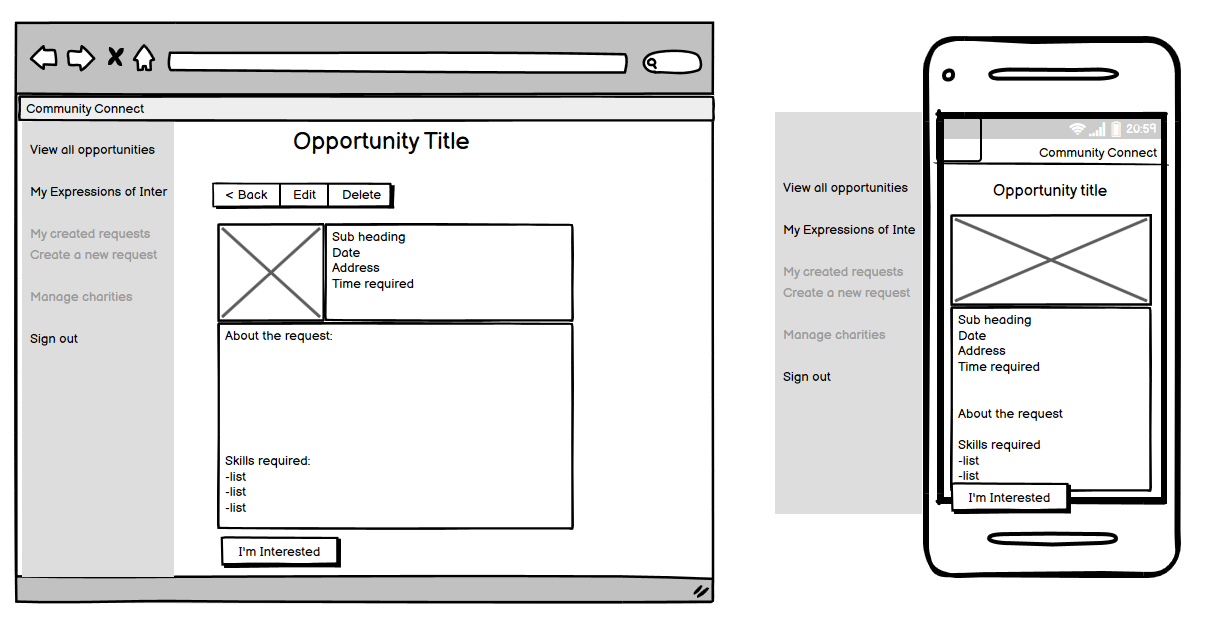 Community Connect
View all opportunities
My Expressions of Inter
My created requests
Create a new request
Manage charities
Sign out
Opportunity Title
< Back Edit Delete
Sub heading
Date
Address
Time required
About the request:
Skills required:
-list
-list
-list
I'm Interested
View all opportunities
My Expressions of Inte
My created requests
Create a new request
Manage charities
Sign out
20:59
Community Connect
Opportunity title
Sub heading
Date
Address
Time required
About the request
Skills required
-list
-list
I'm Interested